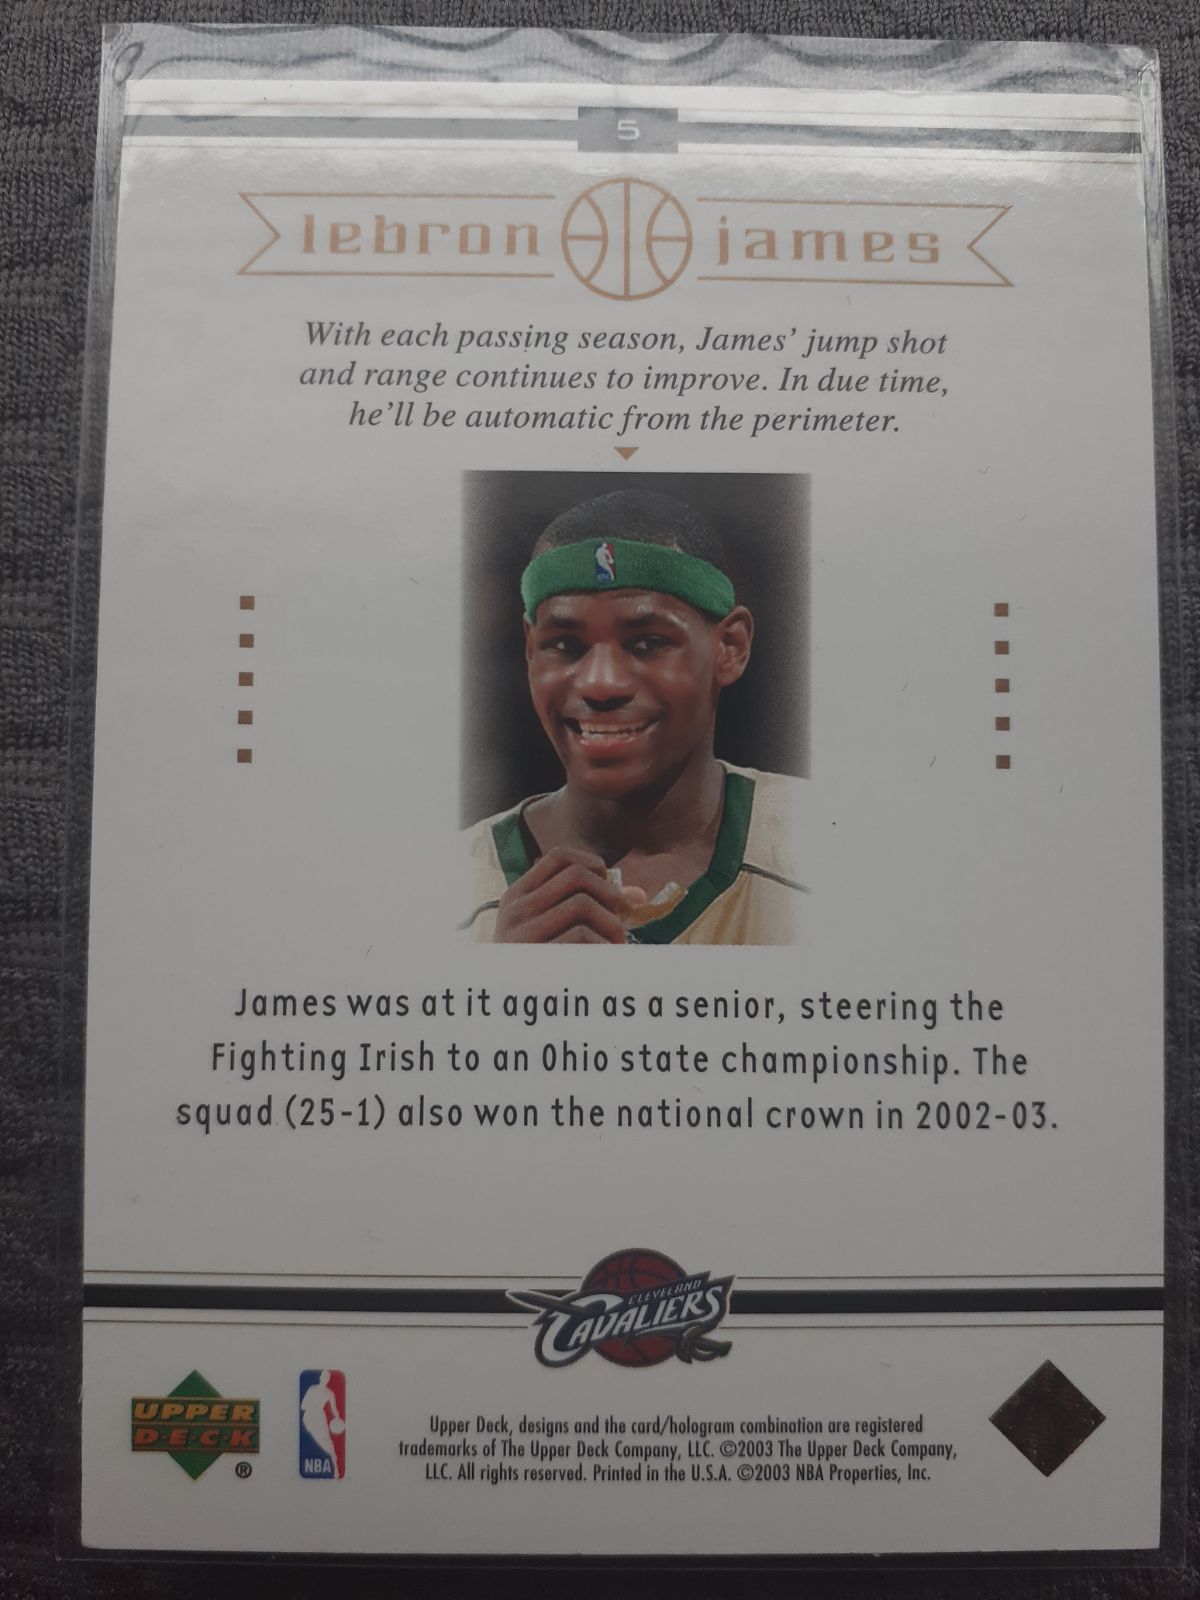 5
lebron james
With each passing season, James' jump shot
and range continues to improve. In due time,
he'll be automatic from the perimeter.
James was at it again as a senior, steering the
Fighting Irish to an Ohio state championship. The
squad (25-1) also won the national crown in 2002-03.
CLEVELAND
CAVALIERS
UPPER
D·E·C·K
®
NBA
Upper Deck, designs and the card/hologram combination are registered
trademarks of The Upper Deck Company, LLC. ©2003 The Upper Deck Company,
LLC. All rights reserved. Printed in the U.S.A. ©2003 NBA Properties, Inc.